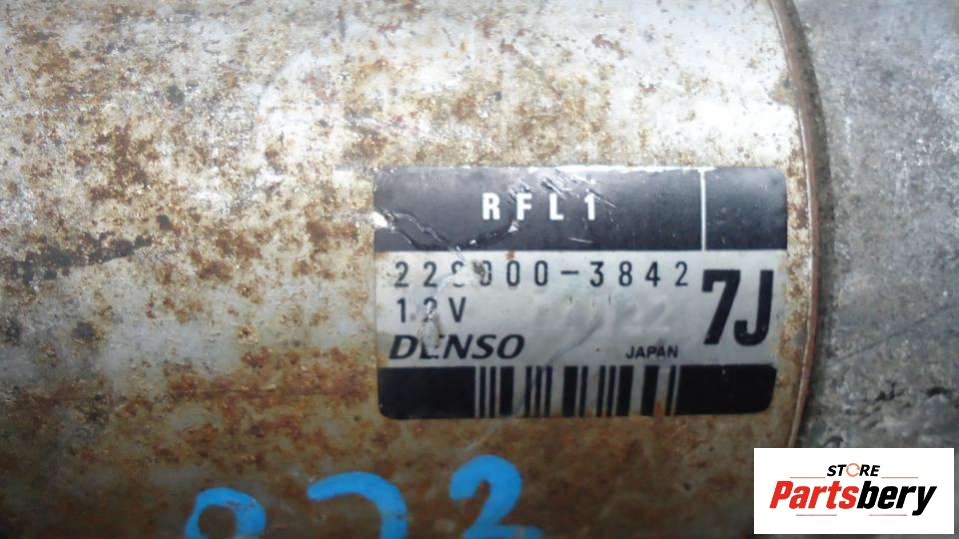 RFL1
228000-3842
12V
7J
DENSO
JAPAN
STORE
Partsbery